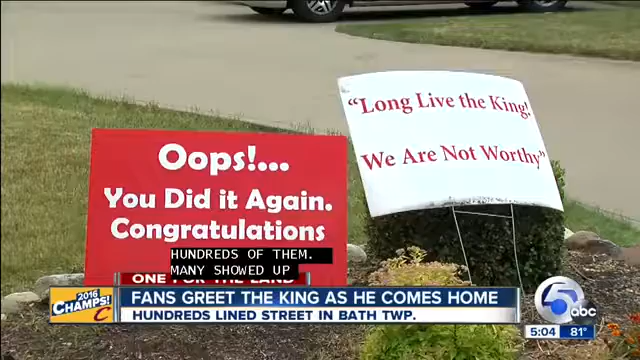 "Long Live the King!
We Are Not Worthy"
Oops!...
You Did it Again.
Congratulations
HUNDREDS OF THEM.
MANY SHOWED UP
ONE FOR THE LAND
2016
CHAMPS!
C
FANS GREET THE KING AS HE COMES HOME
HUNDREDS LINED STREET IN BATH TWP.
5
abc
5:04 81°